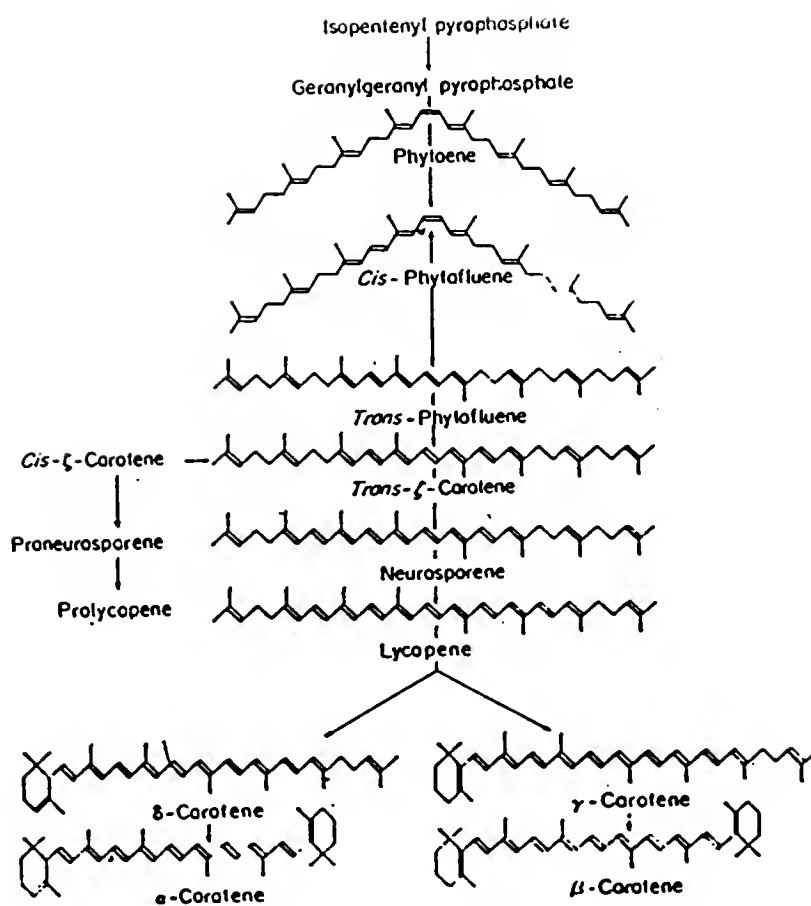 Isopentenyl pyrophosphate
Geranylgeranyl pyrophosphate
Phytoene
Cis-Phytofluene
Trans-Phytofluene
Cis-ζ-Carotene
Trans-ζ-Carotene
Proneurosporene
Neurosporene
Prolycopene
Lycopene
δ-Carotene
γ-Carotene
α-Carotene
β-Carotene